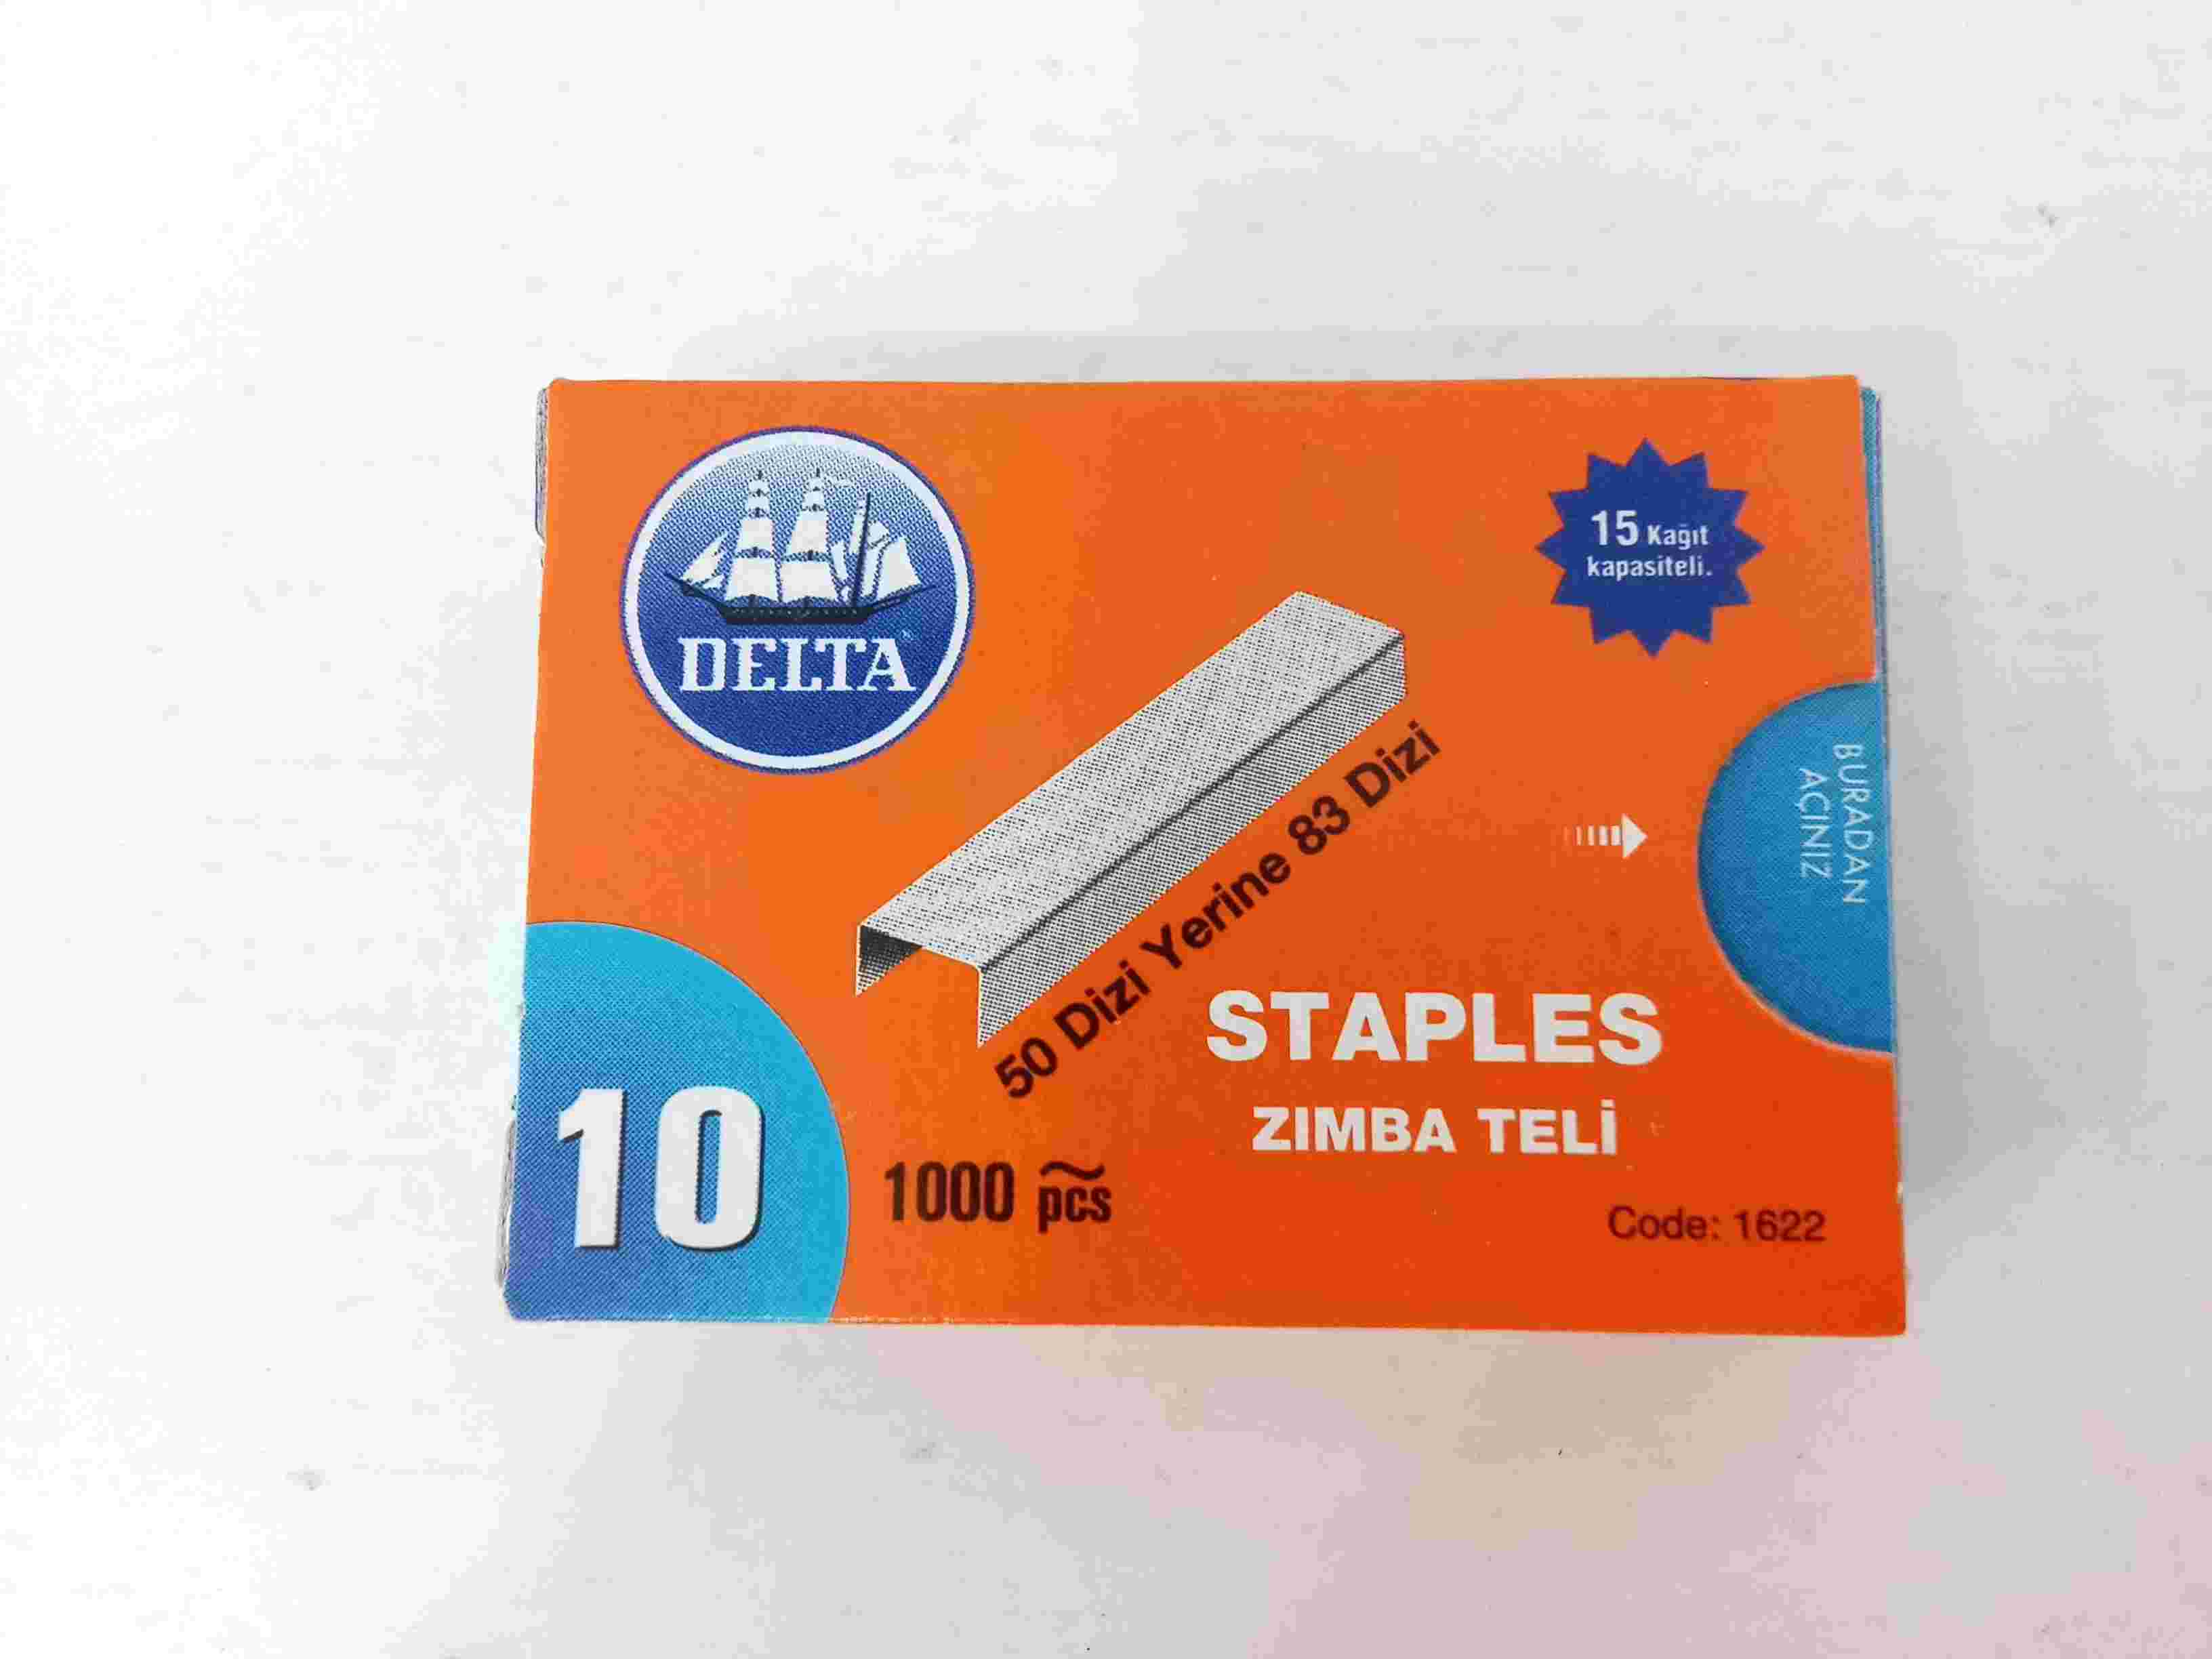 DELTA
15 Kağıt
kapasiteli.
BURADAN
AÇINIZ
50 Dizi Yerine 83 Dizi
STAPLES
ZIMBA TELİ
10
1000 pcs
Code: 1622